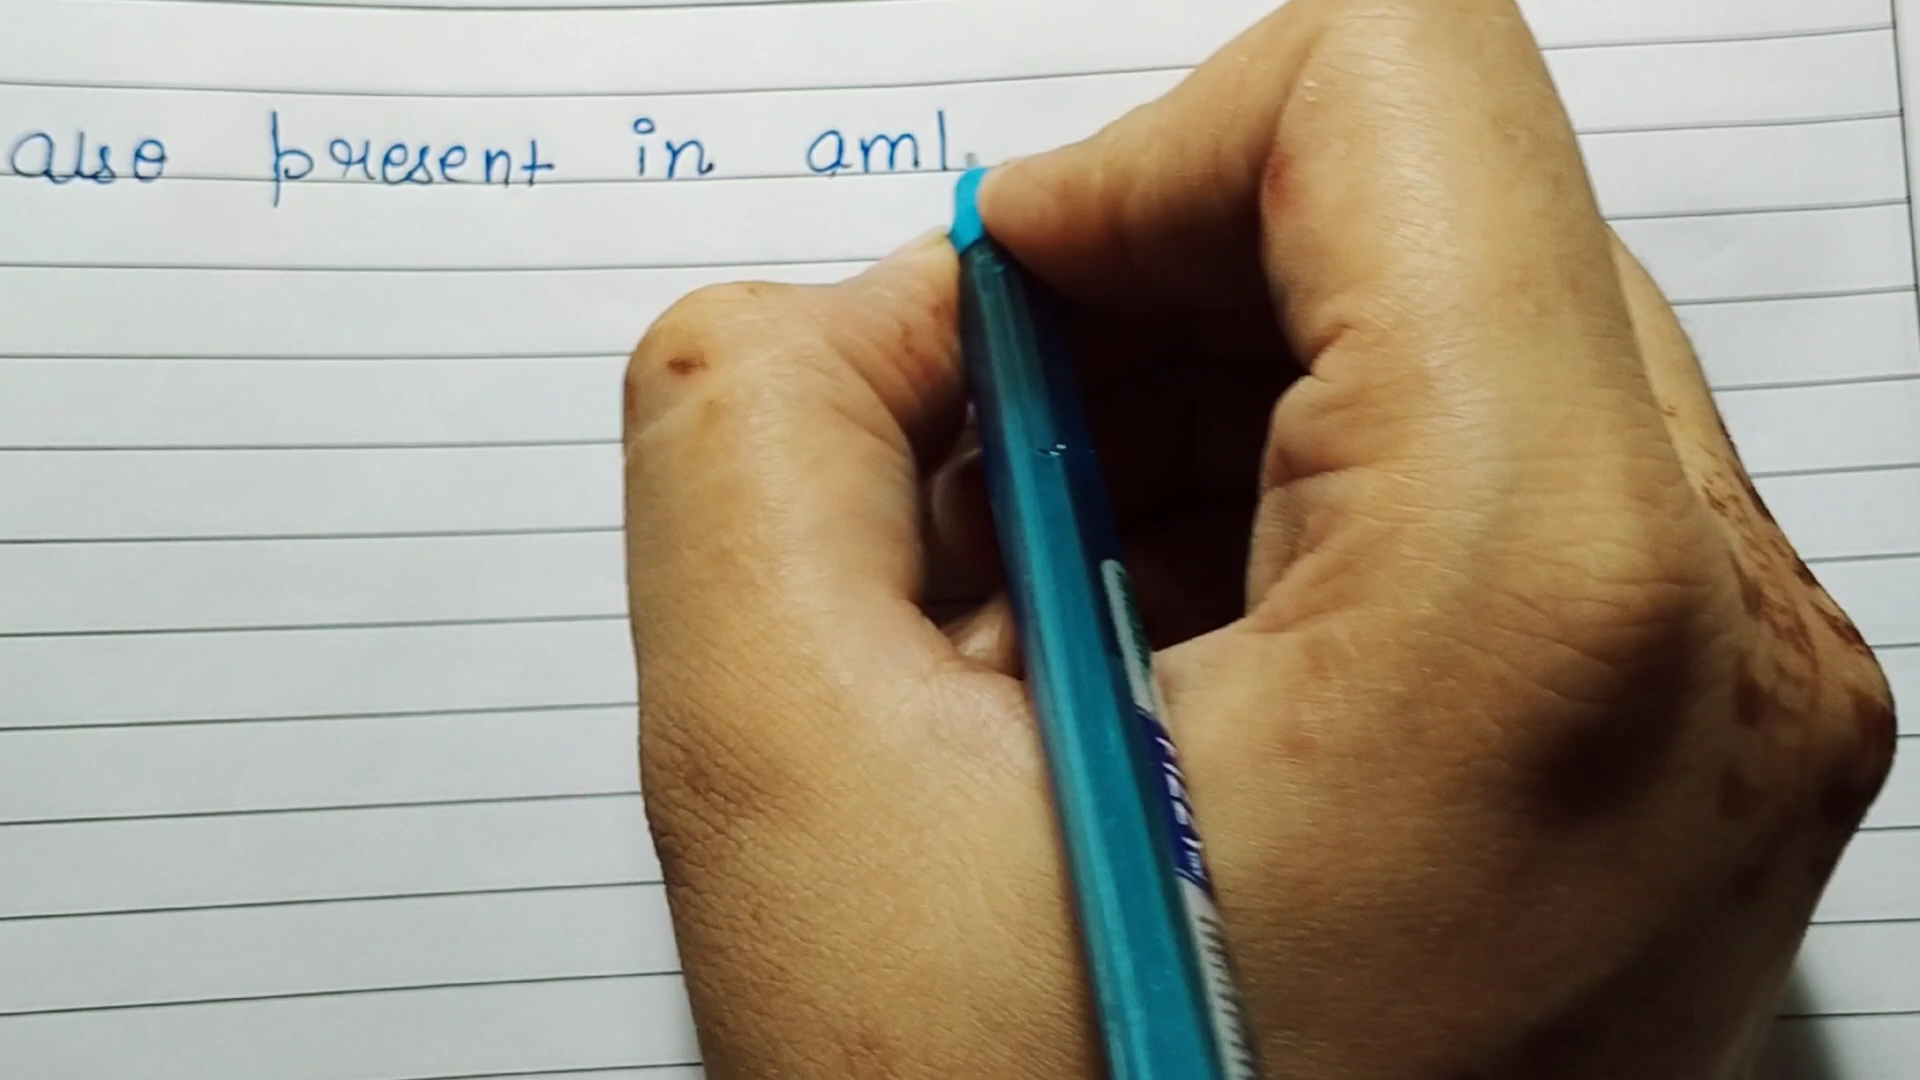 also present in aml